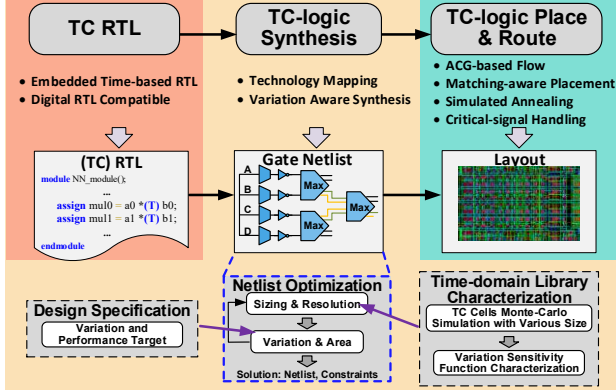 TC RTL
TC-logic
Synthesis
TC-logic Place
& Route
• Embedded Time-based RTL
• Digital RTL Compatible
• Technology Mapping
• Variation Aware Synthesis
• ACG-based Flow
• Matching-aware Placement
• Simulated Annealing
• Critical-signal Handling
(TC) RTL
module NN_module();
...
assign mul0 = a0 *(T) b0;
assign mul1 = a1 *(T) b1;
...
endmodule
Gate Netlist
A
B
C
D
Max
Max
Max
Layout
Design Specification
Variation and
Performance Target
Netlist Optimization
Sizing & Resolution
Variation & Area
Solution: Netlist, Constraints
Time-domain Library
Characterization
TC Cells Monte-Carlo
Simulation with Various Size
Variation Sensitivity
Function Characterization